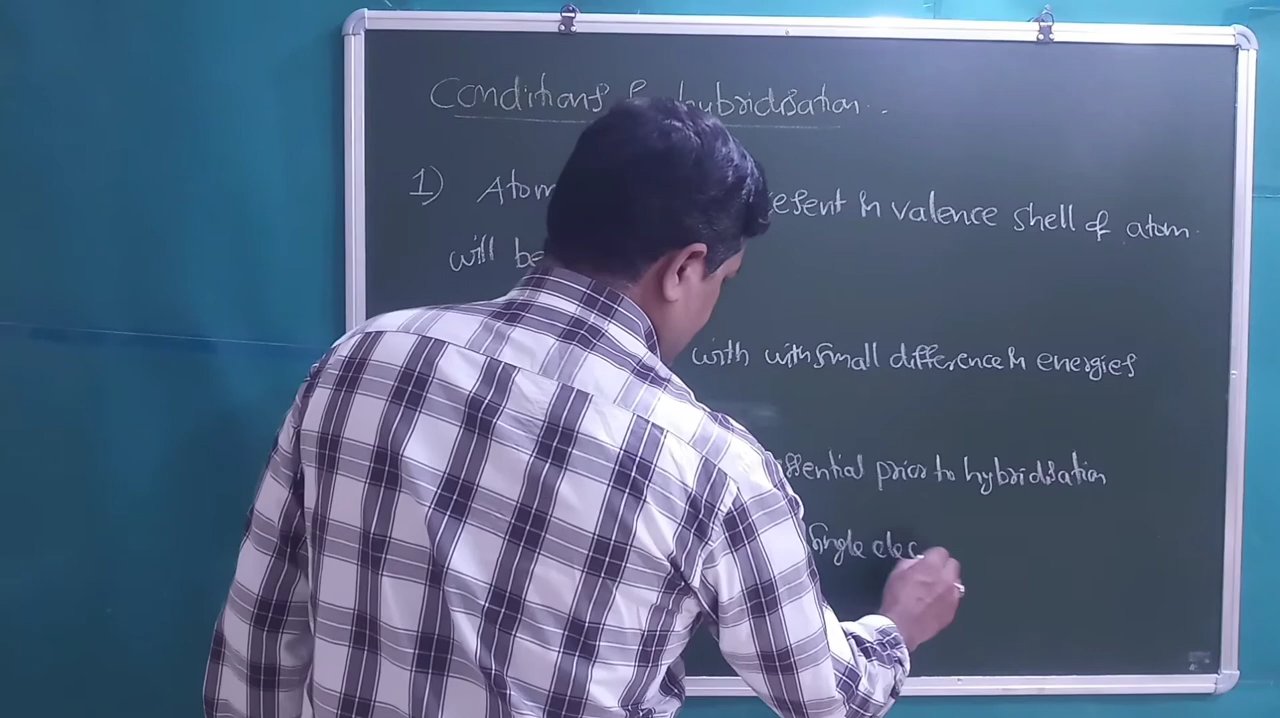 Conditions hybridisation..
1) Atom present in valence shell of atom.
will be
with with small difference in energies
essential prior to hybridisation
Single elec